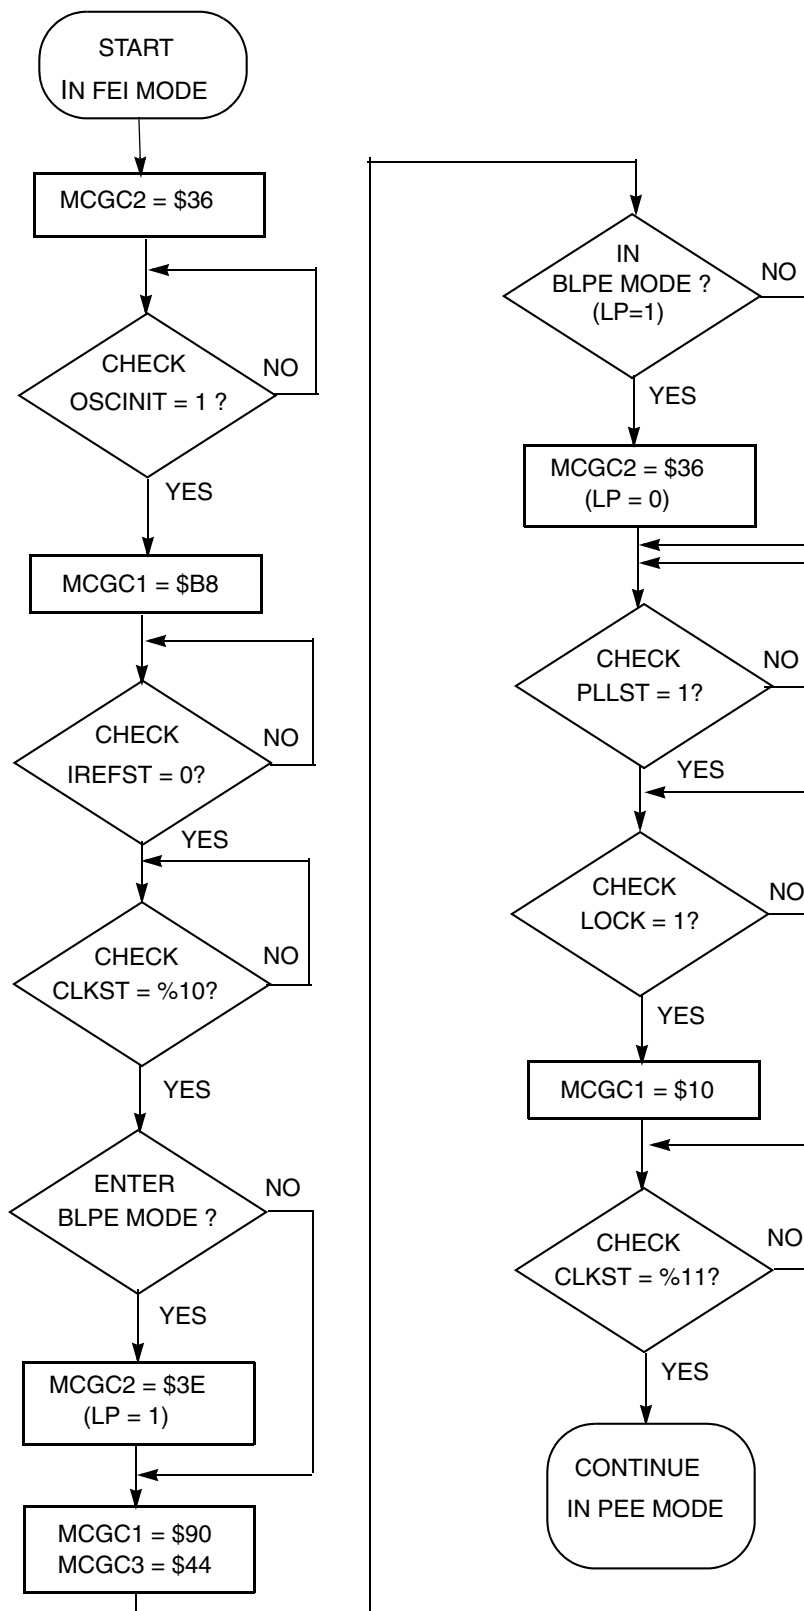 START
IN FEI MODE
MCGC2 = $36
CHECK
OSCINIT = 1 ?
NO
YES
MCGC1 = $B8
CHECK
IREFST = 0?
NO
YES
CHECK
CLKST = %10?
NO
YES
ENTER
BLPE MODE ?
NO
YES
MCGC2 = $3E
(LP = 1)
MCGC1 = $90
MCGC3 = $44
IN
BLPE MODE ?
(LP=1)
NO
YES
MCGC2 = $36
(LP = 0)
CHECK
PLLST = 1?
NO
YES
CHECK
LOCK = 1?
NO
YES
MCGC1 = $10
CHECK
CLKST = %11?
NO
YES
CONTINUE
IN PEE MODE